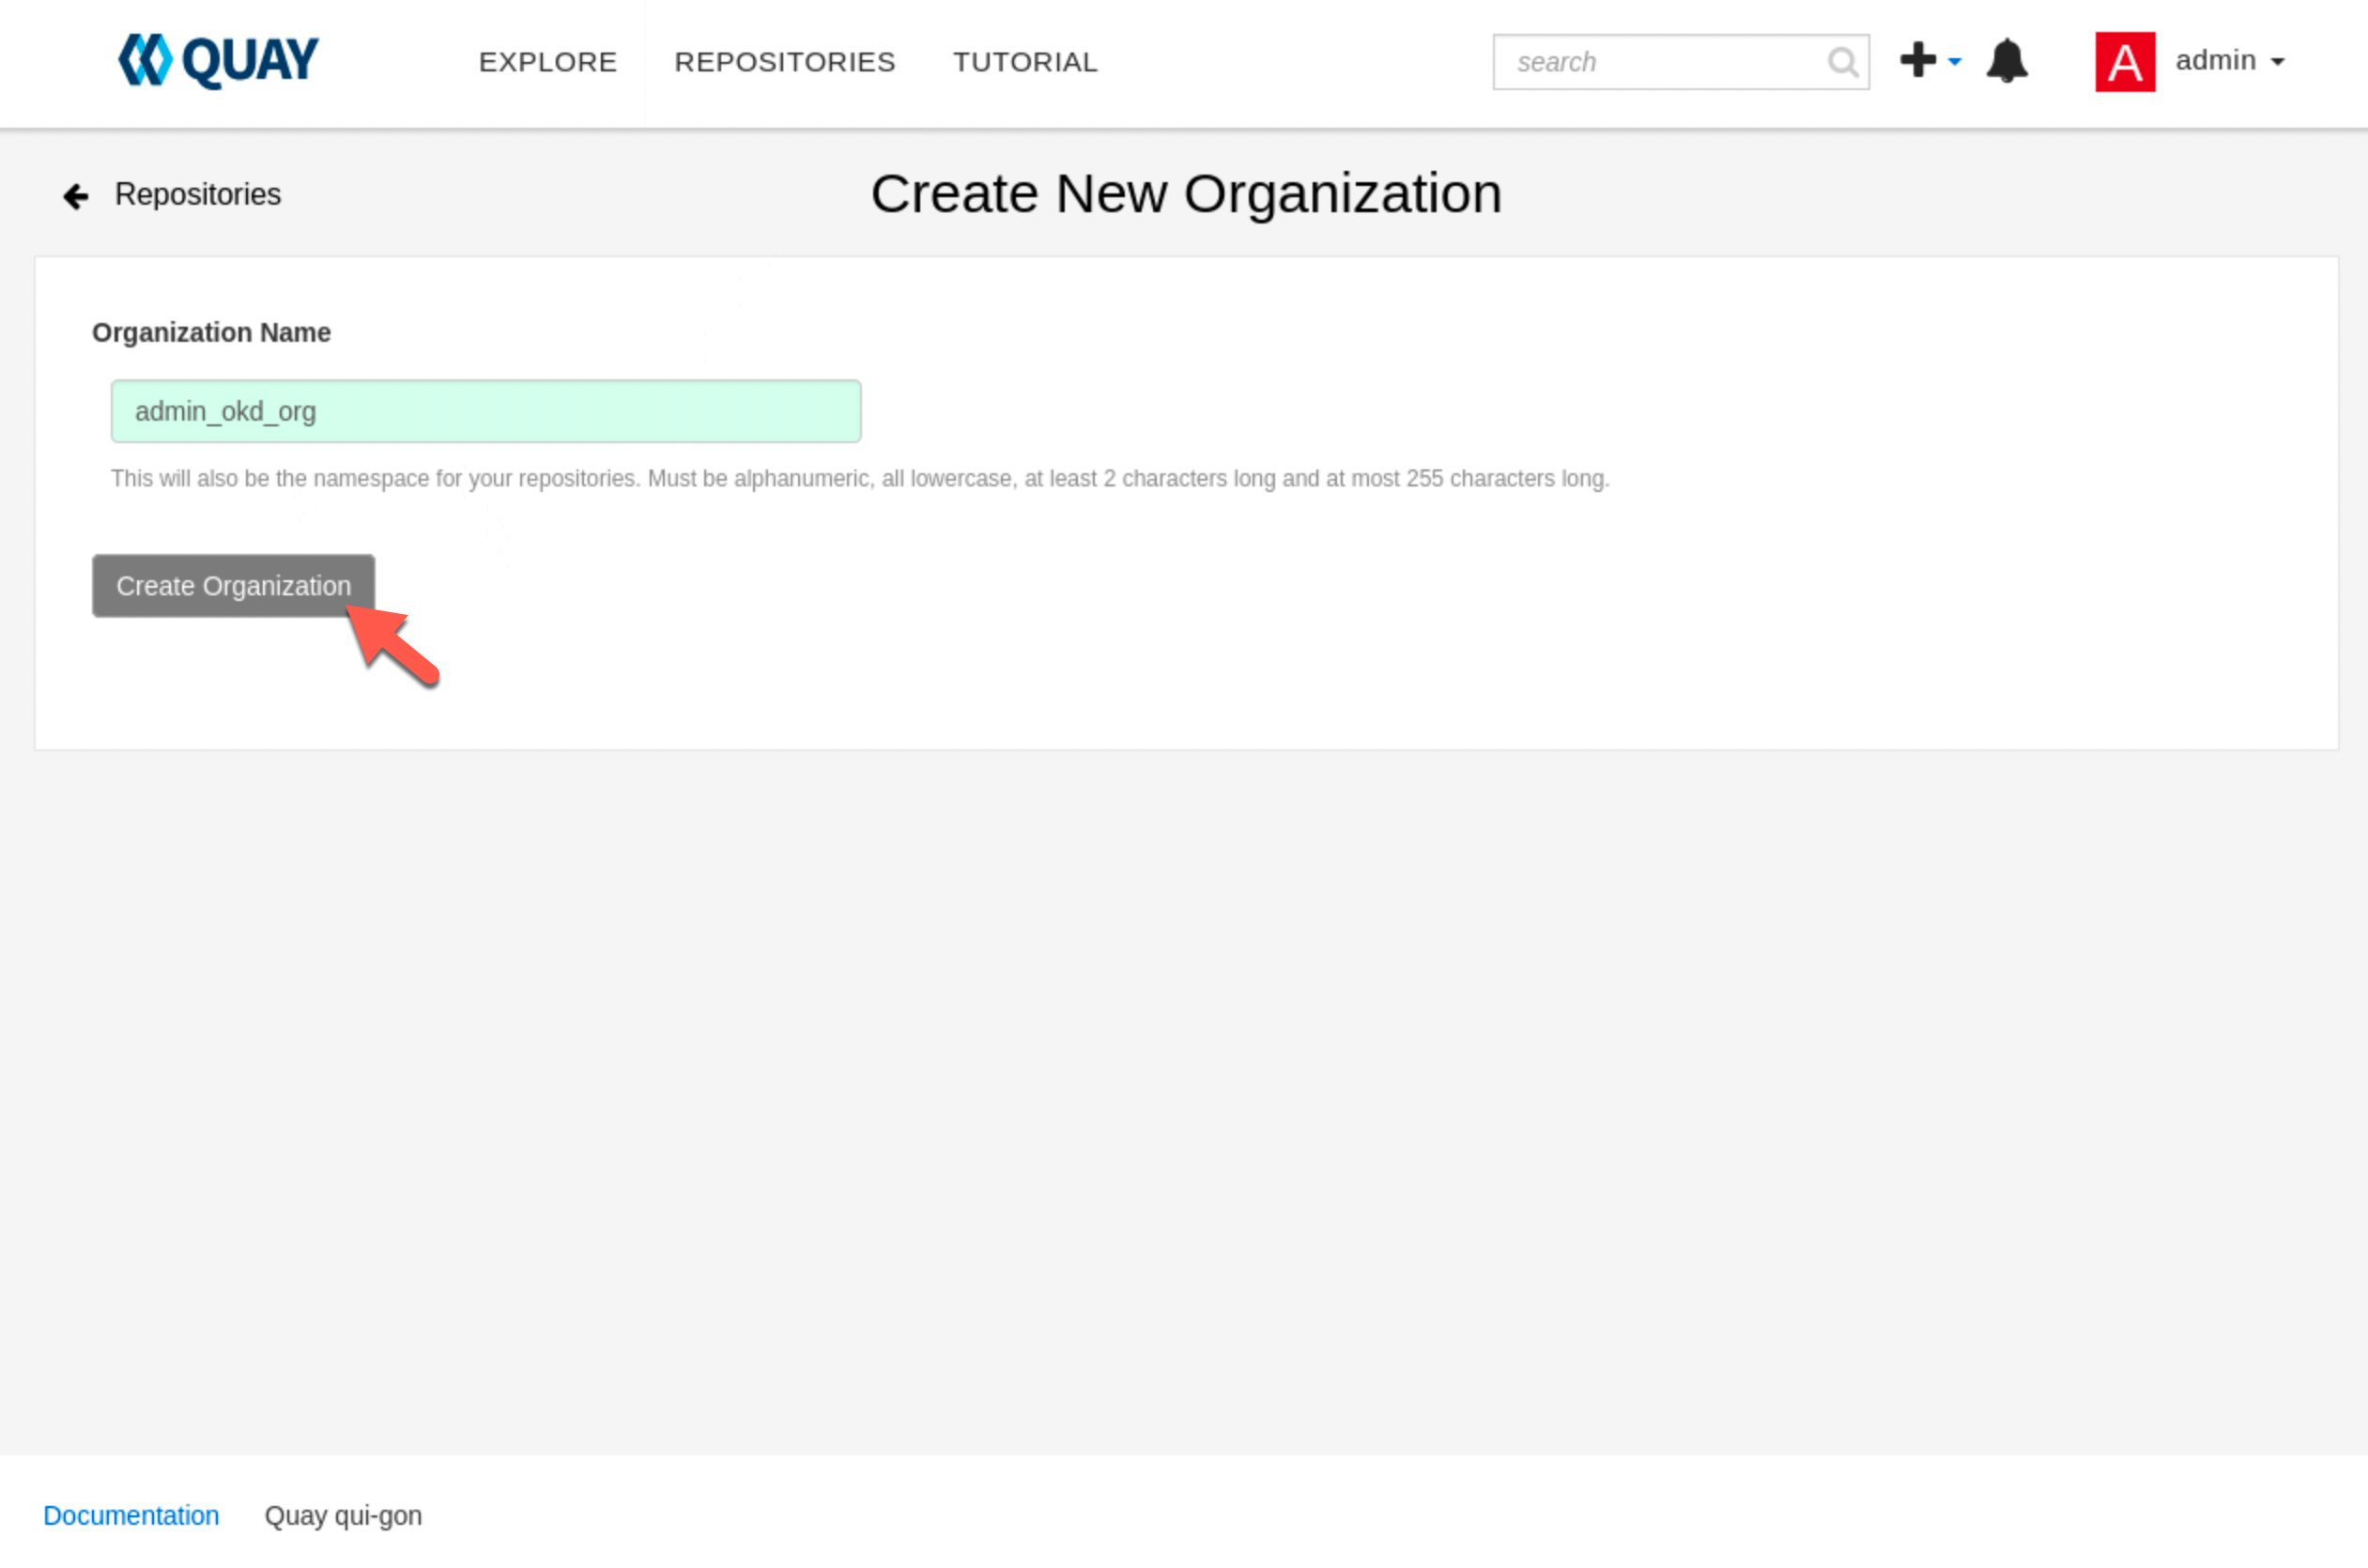 QUAY EXPLORE REPOSITORIES TUTORIAL search A admin
Repositories Create New Organization
Organization Name
admin_okd_org
This will also be the namespace for your repositories. Must be alphanumeric, all lowercase, at least 2 characters long and at most 255 characters long.
Create Organization
Documentation Quay qui-gon